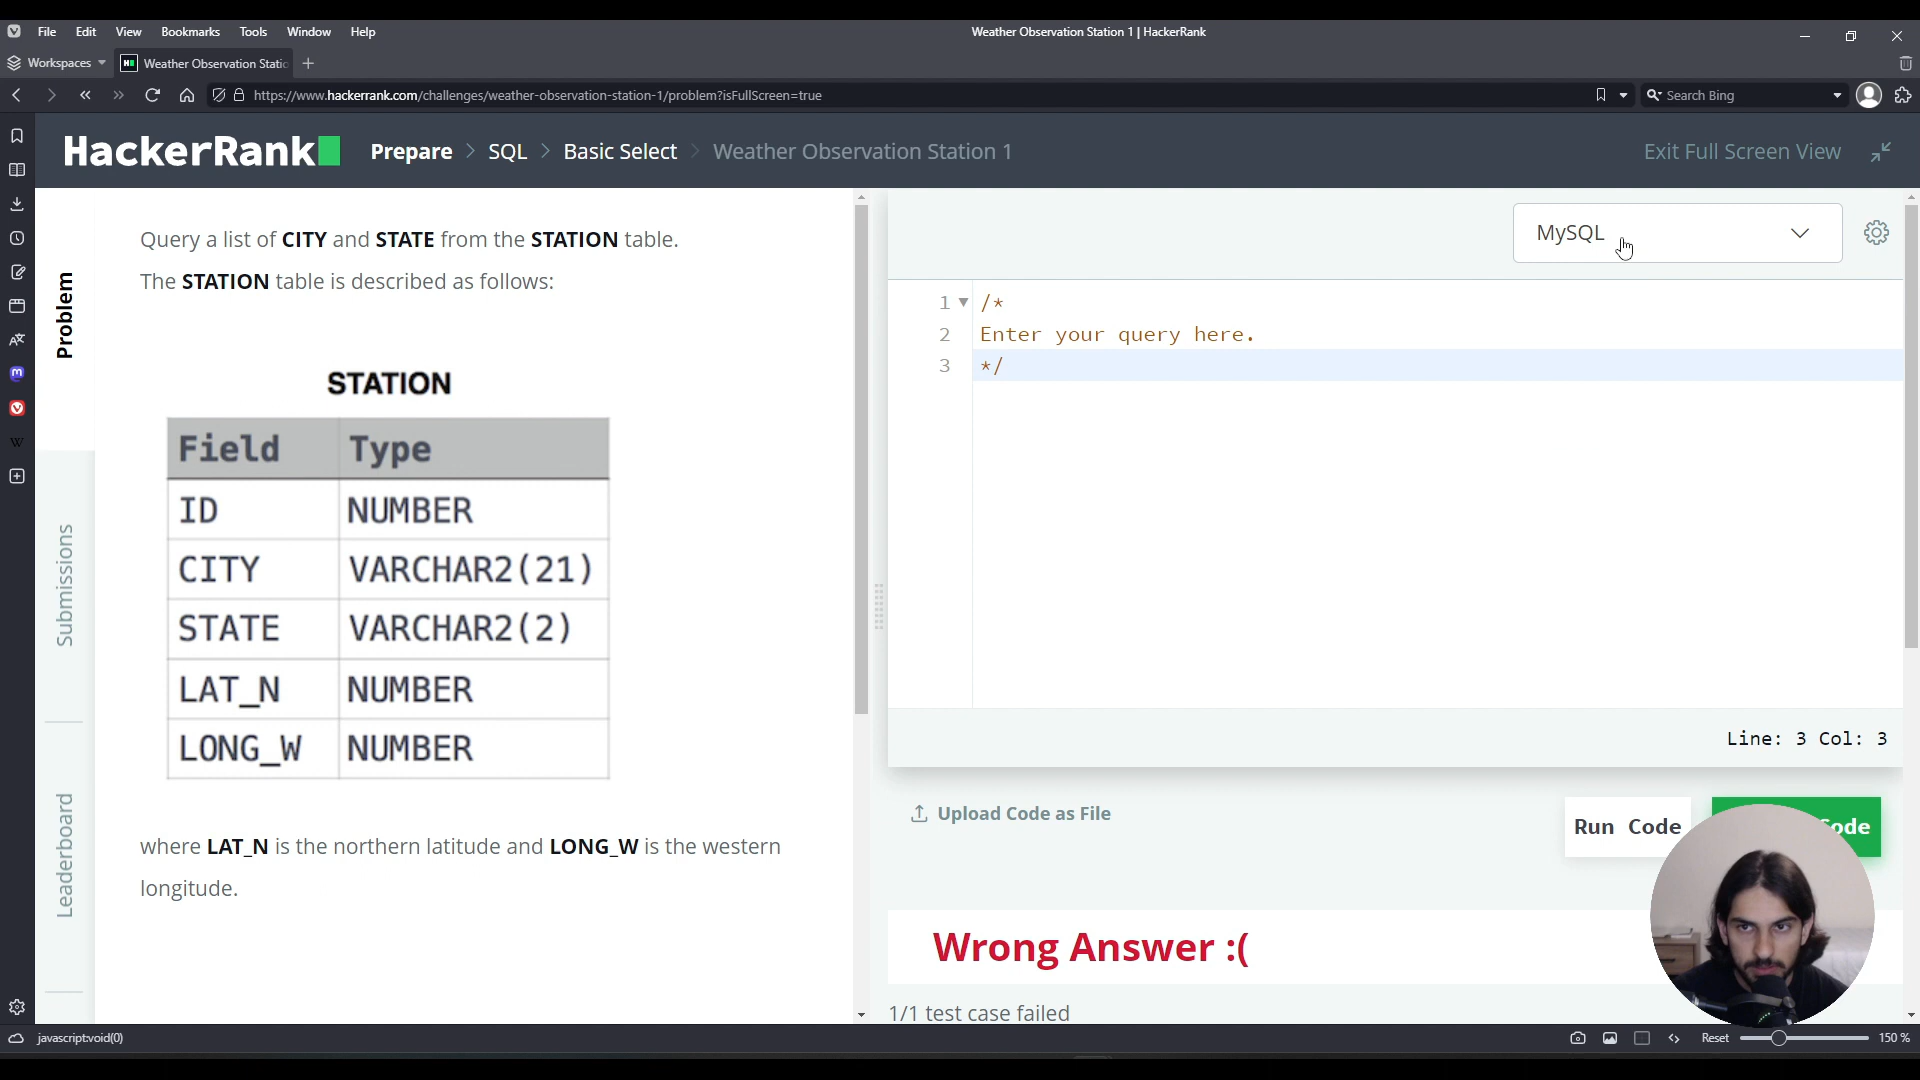 File Edit View Bookmarks Tools Window Help
Weather Observation Station 1 | HackerRank
Workspaces
Weather Observation Static
https://www.hackerrank.com/challenges/weather-observation-station-1/problem?isFullScreen=true
Search Bing
HackerRank
Prepare > SQL > Basic Select > Weather Observation Station 1
Exit Full Screen View
Problem
Submissions
Leaderboard
Query a list of CITY and STATE from the STATION table.
The STATION table is described as follows:
STATION
Field Type
ID NUMBER
CITY VARCHAR2(21)
STATE VARCHAR2(2)
LAT_N NUMBER
LONG_W NUMBER
where LAT_N is the northern latitude and LONG_W is the western
longitude.
MySQL
1 /*
2 Enter your query here.
3 */
Line: 3 Col: 3
Upload Code as File
Run Code
Code
Wrong Answer :(
1/1 test case failed
javascript:void(0)
Reset
150 %